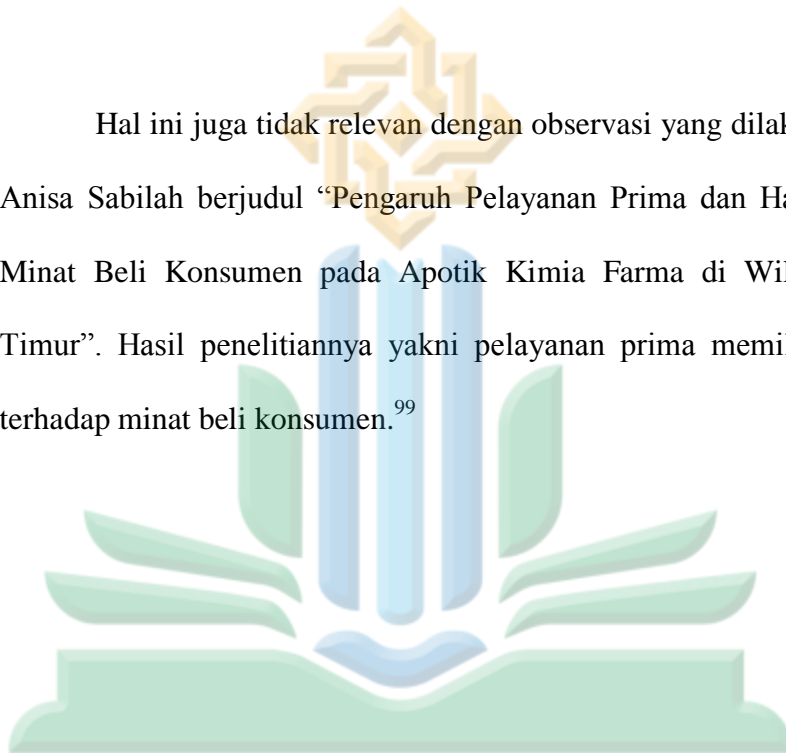 Hal ini juga tidak relevan dengan observasi yang dilak
Anisa Sabilah berjudul “Pengaruh Pelayanan Prima dan Ha
Minat Beli Konsumen pada Apotik Kimia Farma di Wil
Timur”. Hasil penelitiannya yakni pelayanan prima memil
terhadap minat beli konsumen.99